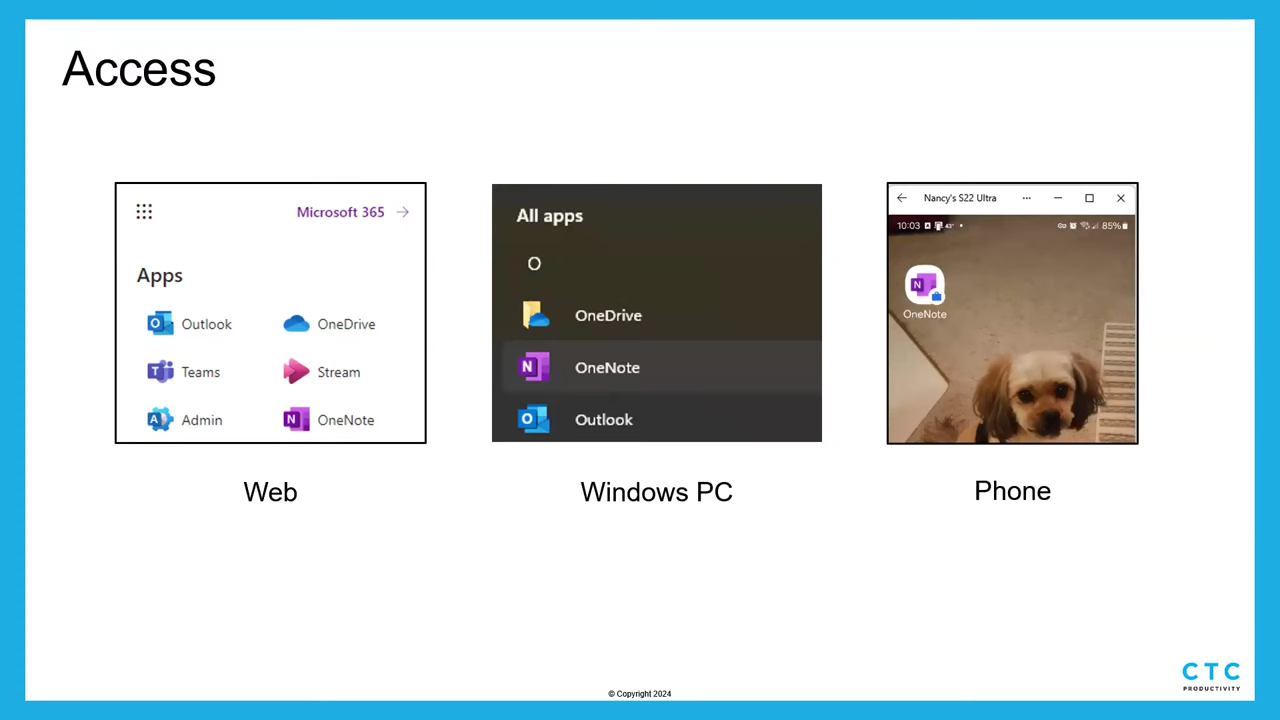 Access
Microsoft 365
Apps
Outlook OneDrive
Teams Stream
Admin OneNote
Web
All apps
O
OneDrive
OneNote
Outlook
Windows PC
Nancy's S22 Ultra
10:03 43° 85%
OneNote
Phone
CTC
PRODUCTIVITY
© Copyright 2024